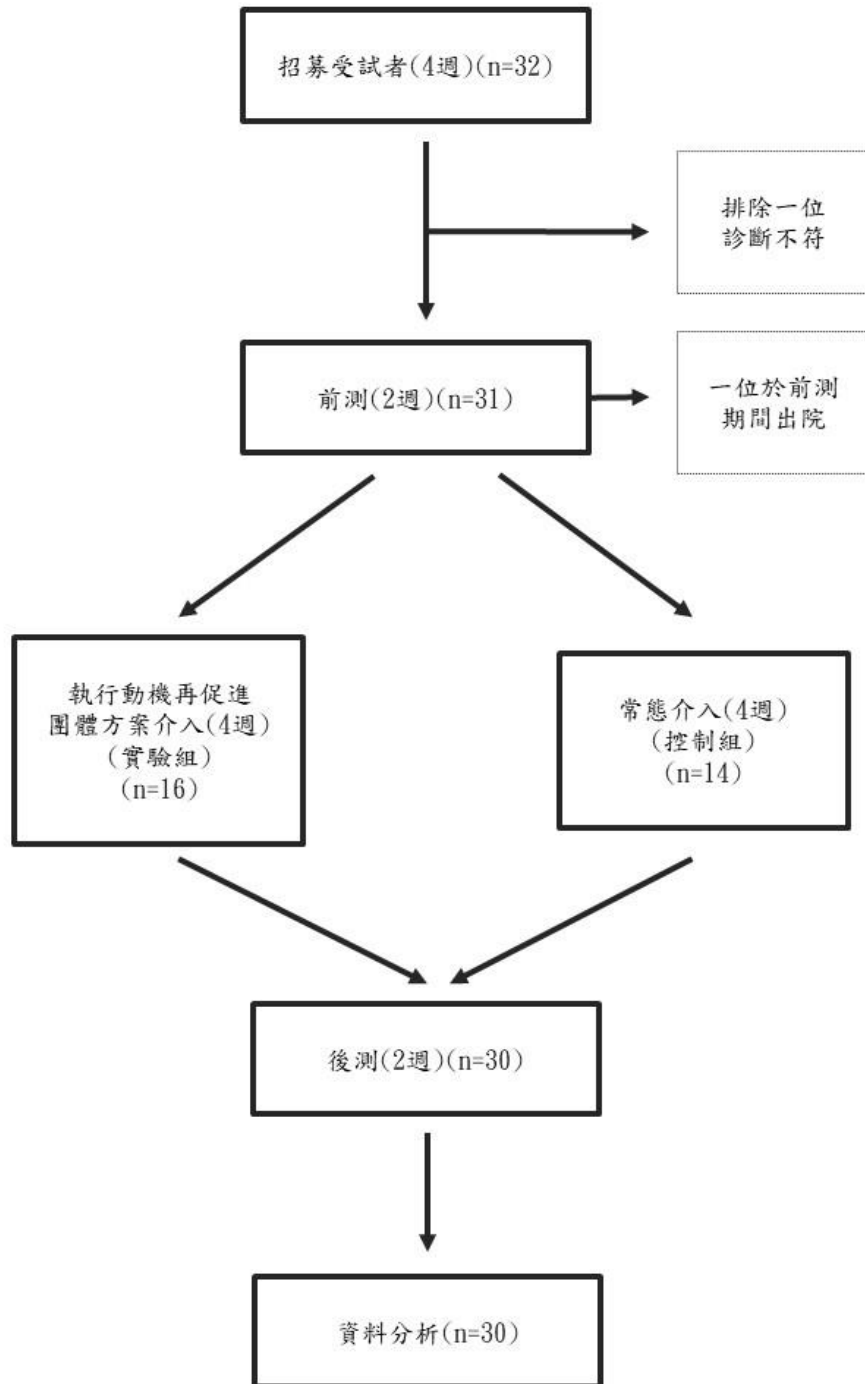 招募受試者(4週)(n=32)
排除一位
診斷不符
前測(2週)(n=31)
一位於前測
期間出院
執行動機再促進
團體方案介入(4週)
(實驗組)
(n=16)
常態介入(4週)
(控制組)
(n=14)
後測(2週)(n=30)
資料分析(n=30)